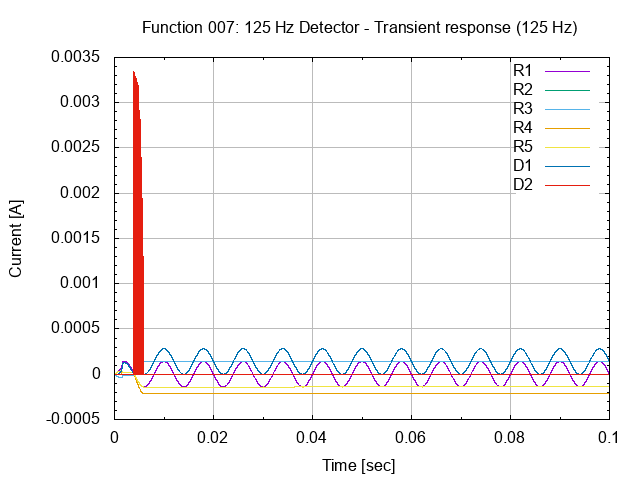 Function 007: 125 Hz Detector - Transient response (125 Hz)
0.0035
0.003
0.0025
0.002
0.0015
0.001
0.0005
0
-0.0005
Current [A]
R1
R2
R3
R4
R5
D1
D2
0 0.02 0.04 0.06 0.08 0.1
Time [sec]